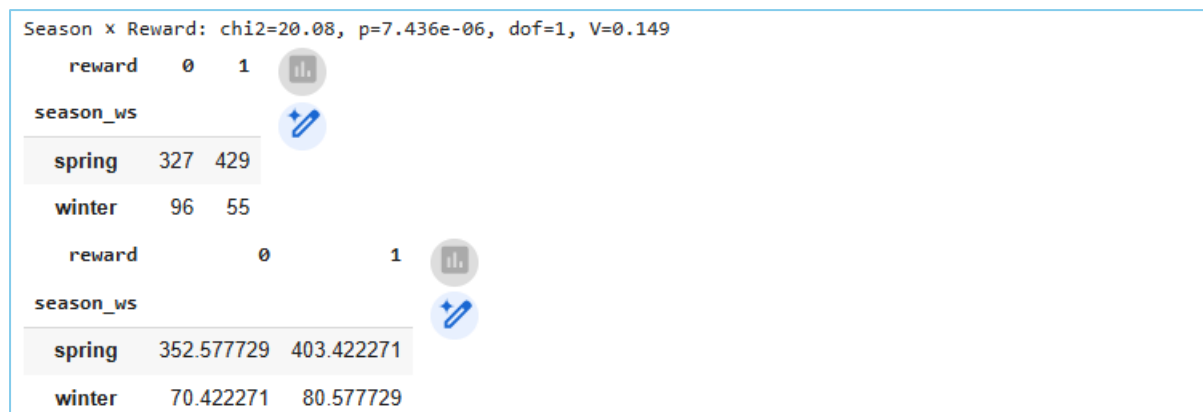 Season × Reward: chi2=20.08, p=7.436e-06, dof=1, V=0.149
reward 0 1
season_ws
spring 327 429
winter 96 55
reward 0 1
season_ws
spring 352.577729 403.422271
winter 70.422271 80.577729